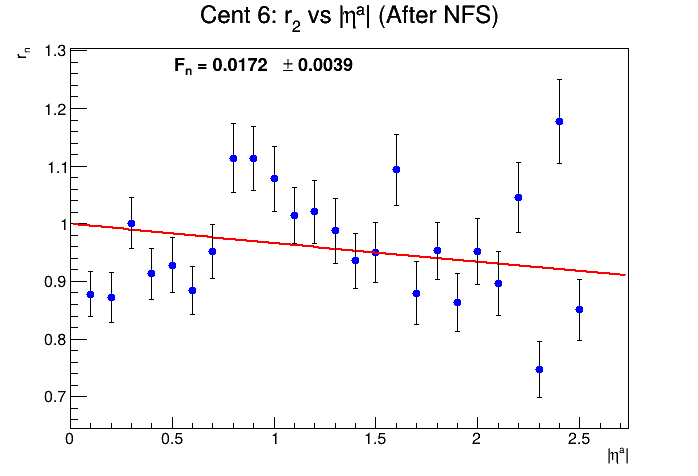 Cent 6: r₂ vs |ηᵃ| (After NFS)
rₙ
Fₙ = 0.0172 ± 0.0039
1.3
1.2
1.1
1
0.9
0.8
0.7
0 0.5 1 1.5 2 2.5
|ηᵃ|